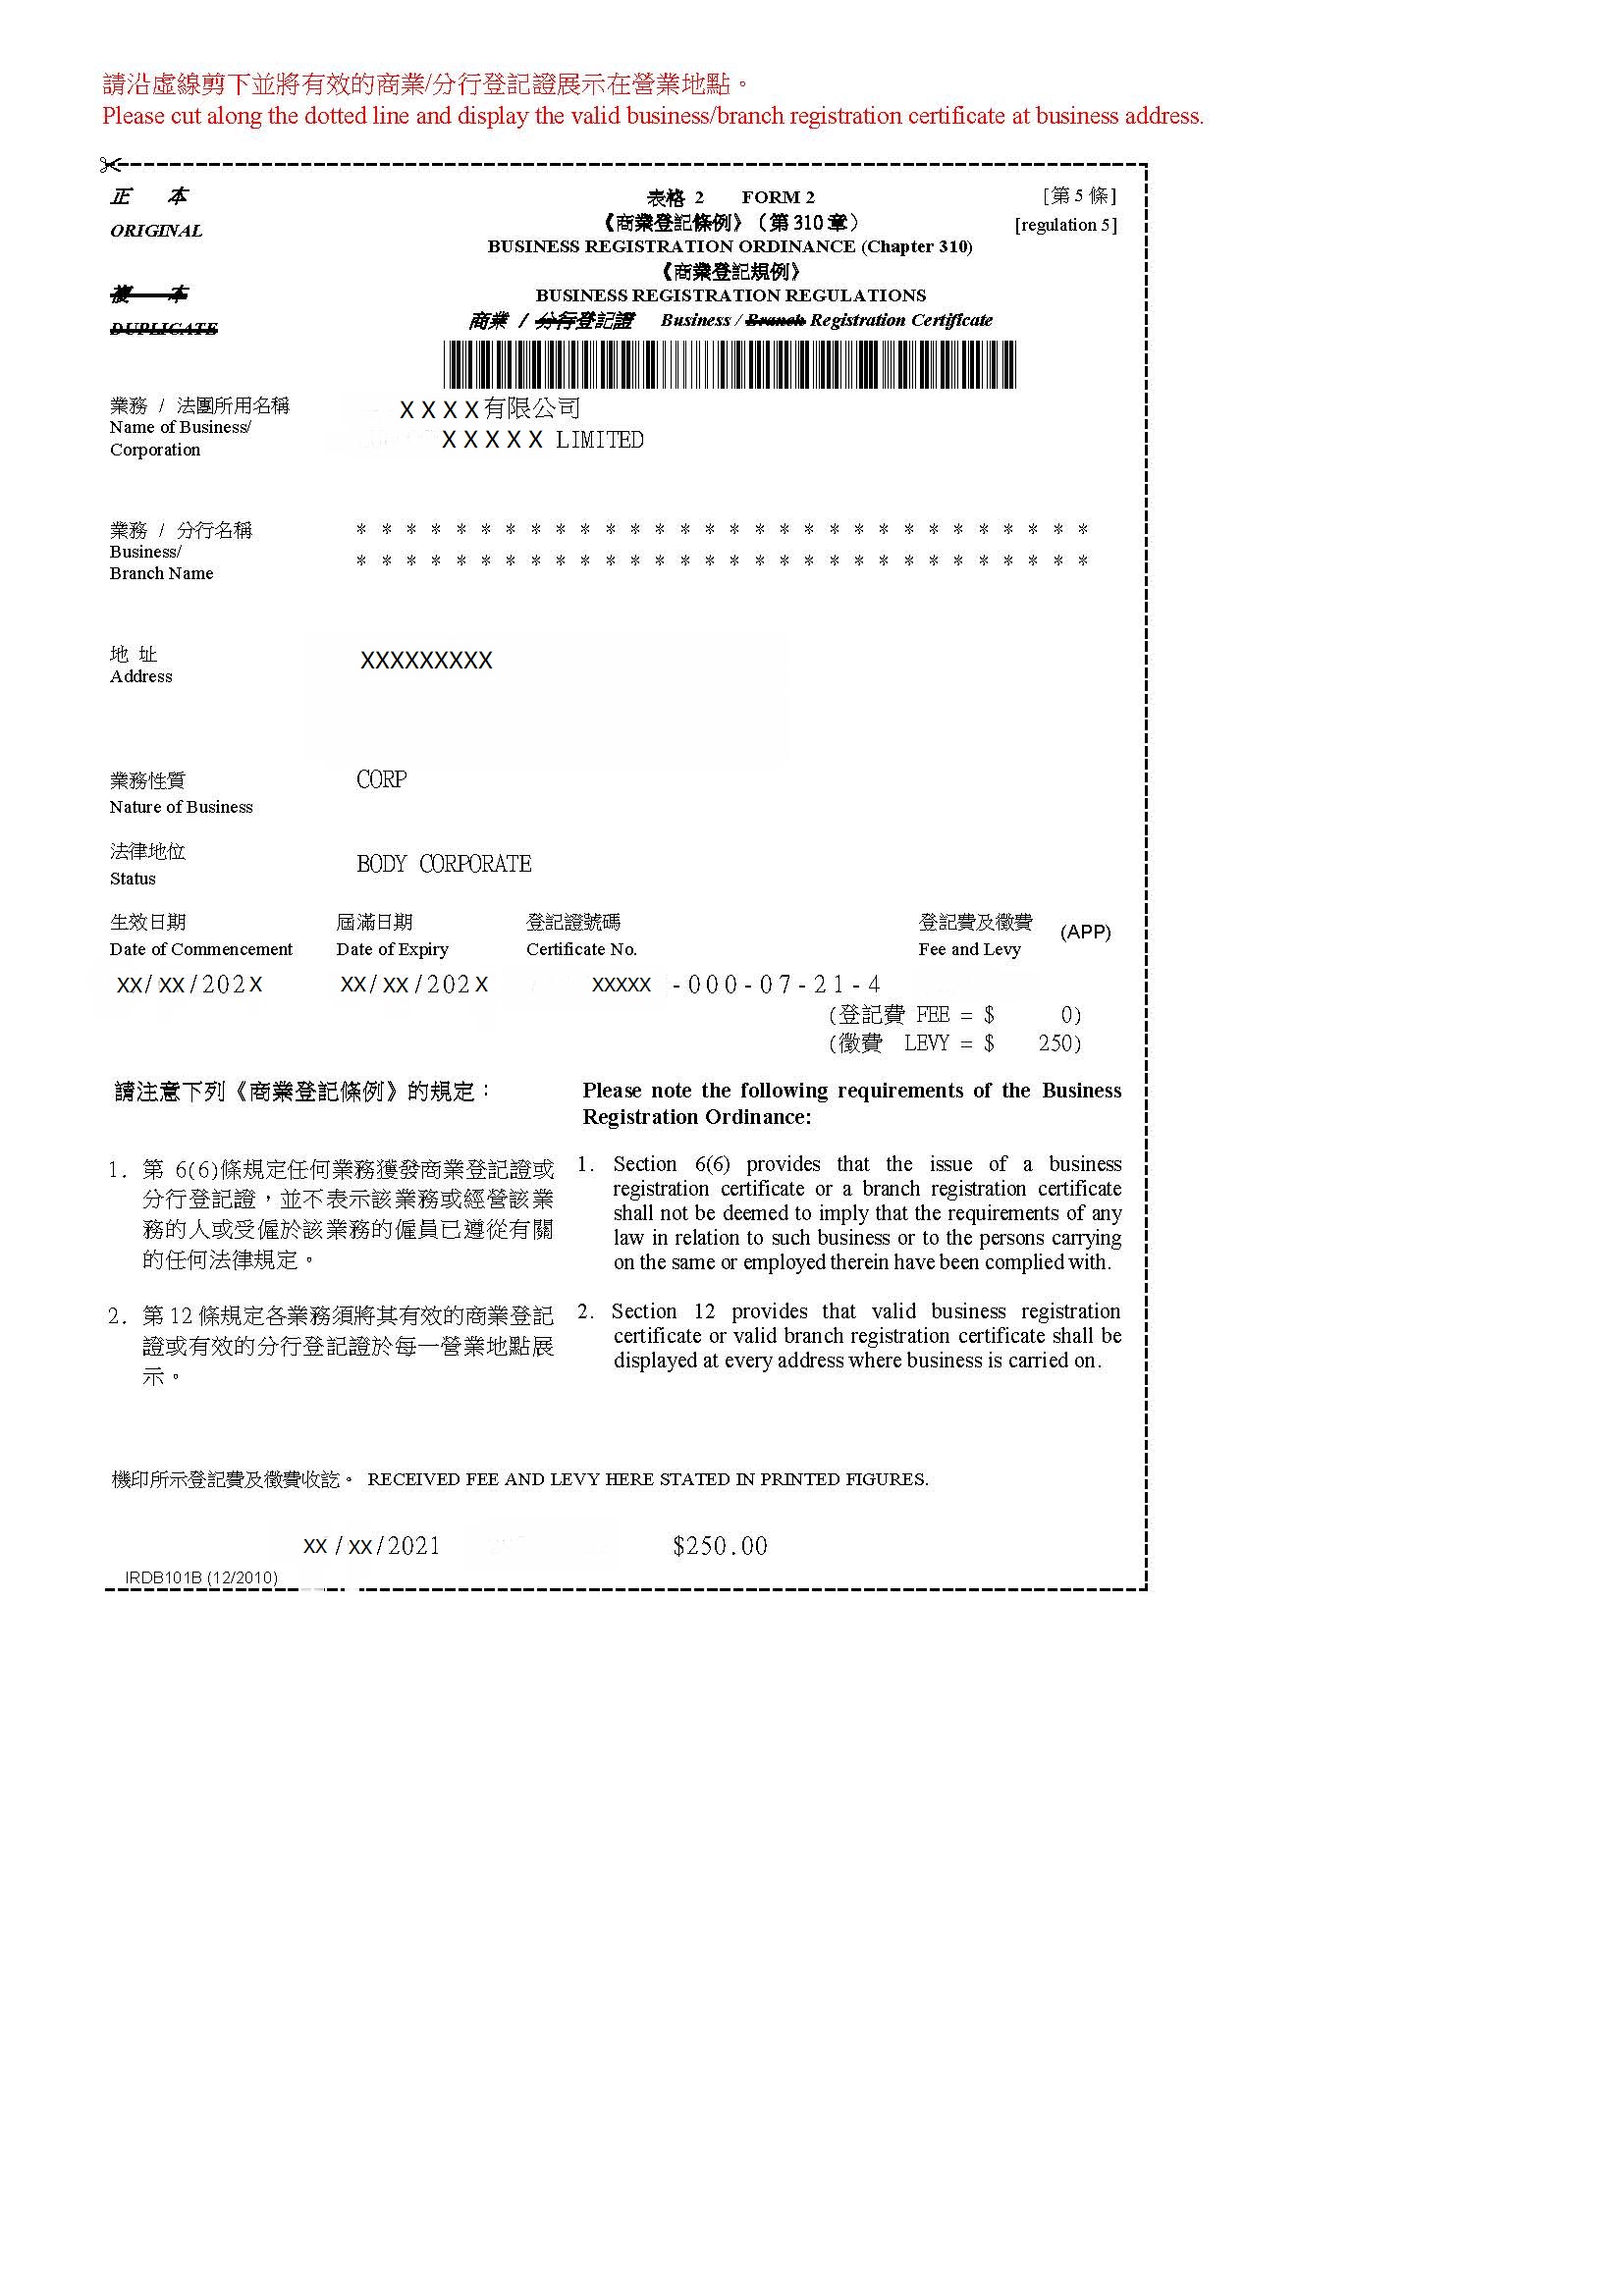 請沿虛線剪下並將有效的商業/分行登記證展示在營業地點。
Please cut along the dotted line and display the valid business/branch registration certificate at business address.
正 本
ORIGINAL
複 本
DUPLICATE
表格 2 FORM 2
《商業登記條例》（第 310 章）
BUSINESS REGISTRATION ORDINANCE (Chapter 310)
《商業登記規例》
BUSINESS REGISTRATION REGULATIONS
商業 / 分行登記證 Business / Branch Registration Certificate
[第 5 條]
[regulation 5]
業務 / 法團所用名稱
Name of Business/
Corporation
X X X X 有限公司
X X X X X LIMITED
業務 / 分行名稱
Business/
Branch Name
* * * * * * * * * * * * * * * * * * * * * * * * * * * * * *
* * * * * * * * * * * * * * * * * * * * * * * * * * * * * *
地 址
Address
XXXXXXXXX
業務性質
Nature of Business
CORP
法律地位
Status
BODY CORPORATE
生效日期
Date of Commencement
XX/XX/202X
屆滿日期
Date of Expiry
XX/XX/202X
登記證號碼
Certificate No.
XXXXX -000-07-21-4
登記費及徵費 (APP)
Fee and Levy
(登記費 FEE = $ 0)
(徵費 LEVY = $ 250)
請注意下列《商業登記條例》的規定：
1. 第 6(6)條規定任何業務獲發商業登記證或
分行登記證，並不表示該業務或經營該業
務的人或受僱於該業務的僱員已遵從有關
的任何法律規定。
2. 第 12 條規定各業務須將其有效的商業登記
證或有效的分行登記證於每一營業地點展
示。
Please note the following requirements of the Business
Registration Ordinance:
1. Section 6(6) provides that the issue of a business
registration certificate or a branch registration certificate
shall not be deemed to imply that the requirements of any
law in relation to such business or to the persons carrying
on the same or employed therein have been complied with.
2. Section 12 provides that valid business registration
certificate or valid branch registration certificate shall be
displayed at every address where business is carried on.
機印所示登記費及徵費收訖。 RECEIVED FEE AND LEVY HERE STATED IN PRINTED FIGURES.
XX/XX/2021 $250.00
IRDB101B (12/2010)